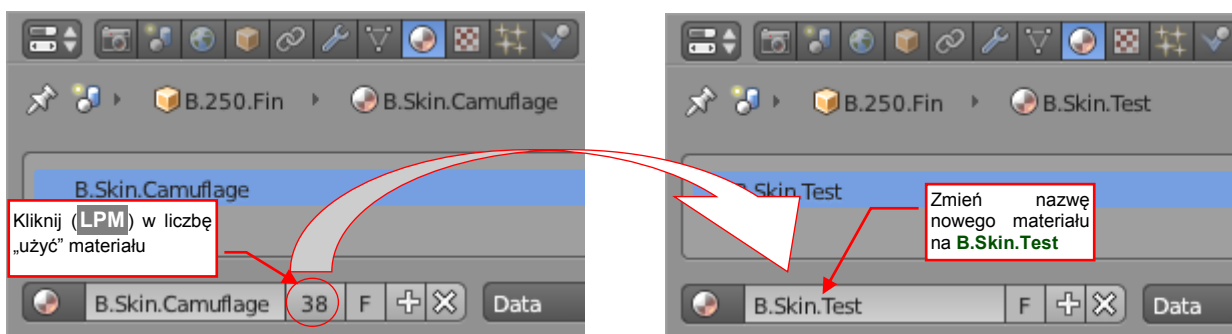 B.250.Fin
B.Skin.Camuflage
B.Skin.Camuflage
Kliknij (LPM) w liczbę
„użyć” materiału
B.Skin.Camuflage 38 F Data
B.250.Fin
B.Skin.Test
B.Skin.Test
Zmień nazwę
nowego materiału
na B.Skin.Test
B.Skin.Test F Data